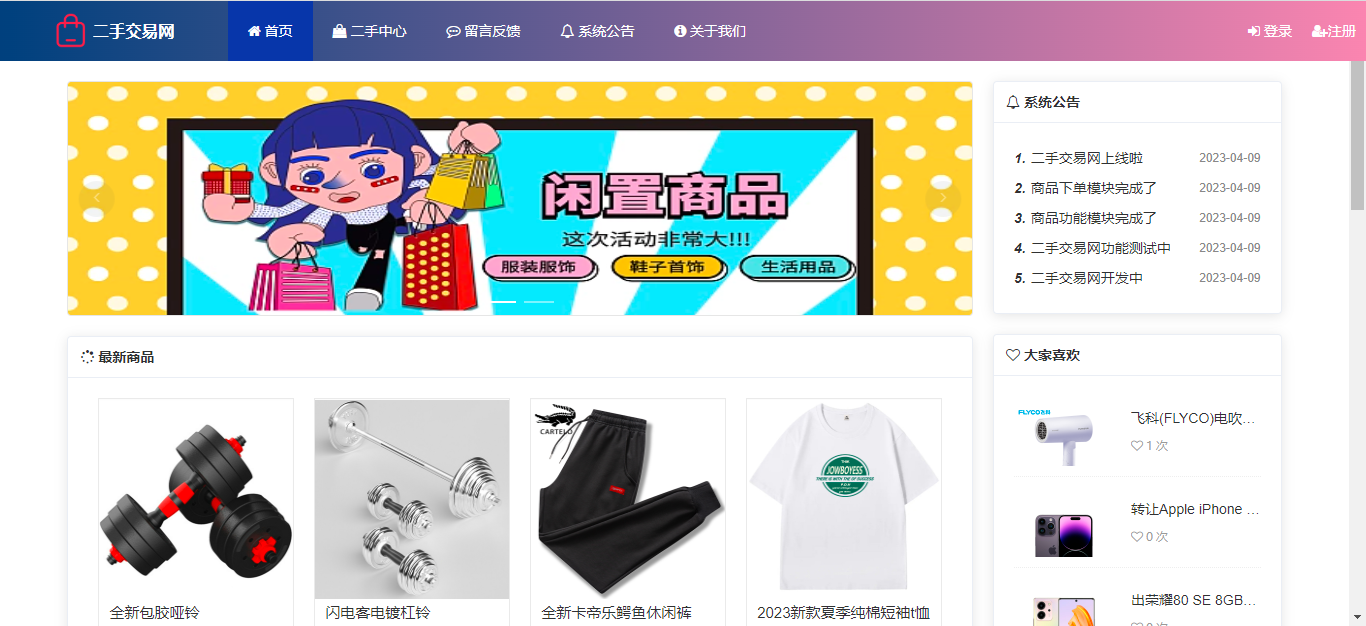 二手交易网
首页
二手中心
留言反馈
系统公告
关于我们
登录
注册
闲置商品
这次活动非常大!!!
服装服饰
鞋子首饰
生活用品
系统公告
1. 二手交易网上线啦 2023-04-09
2. 商品下单模块完成了 2023-04-09
3. 商品功能模块完成了 2023-04-09
4. 二手交易网功能测试中 2023-04-09
5. 二手交易网开发中 2023-04-09
最新商品
CARTELO
JOWBOYESS
全新包胶哑铃
闪电客电镀杠铃
全新卡帝乐鳄鱼休闲裤
2023新款夏季纯棉短袖t恤
大家喜欢
飞科(FLYCO)电吹...
1 次
转让Apple iPhone ...
0 次
出荣耀80 SE 8GB...